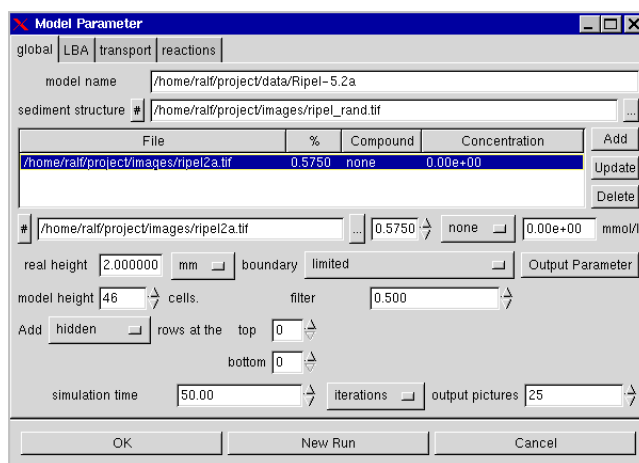 Model Parameter
global LBA transport reactions
model name /home/ralf/project/data/Ripel-5.2a
sediment structure # /home/ralf/project/images/ripel_rand.tif ...
File % Compound Concentration Add
/home/ralf/project/images/ripel2a.tif 0.5750 none 0.00e+00
Update
Delete
# /home/ralf/project/images/ripel2a.tif ... 0.5750 none 0.00e+00 mmol/l
real height 2.000000 mm boundary limited Output Parameter
model height 46 cells. filter 0.500
Add hidden rows at the top 0
bottom 0
simulation time 50.00 iterations output pictures 25
OK New Run Cancel